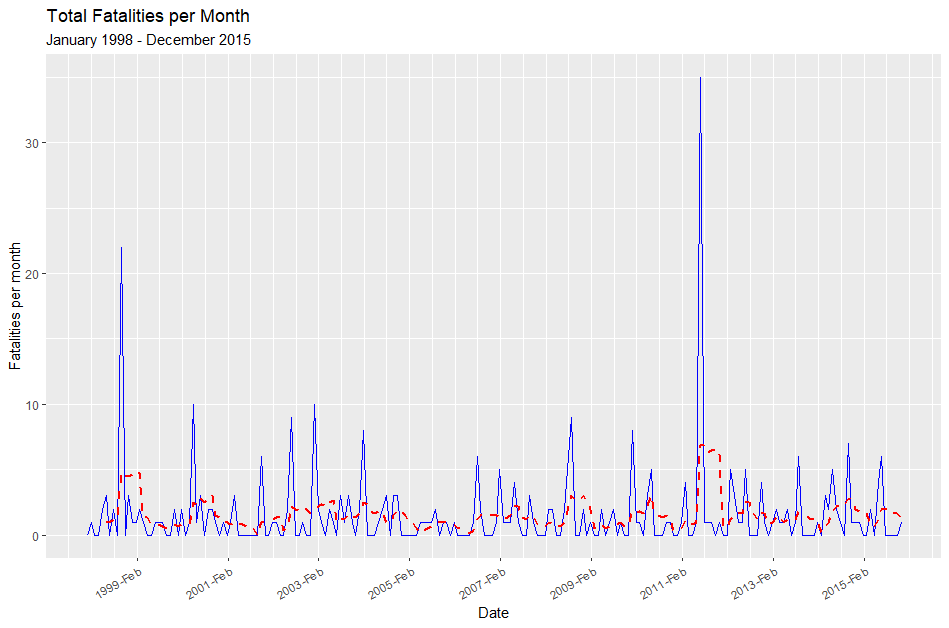 Total Fatalities per Month
January 1998 - December 2015
Fatalities per month
30
20
10
0
1999-Feb
2001-Feb
2003-Feb
2005-Feb
2007-Feb
2009-Feb
2011-Feb
2013-Feb
2015-Feb
Date